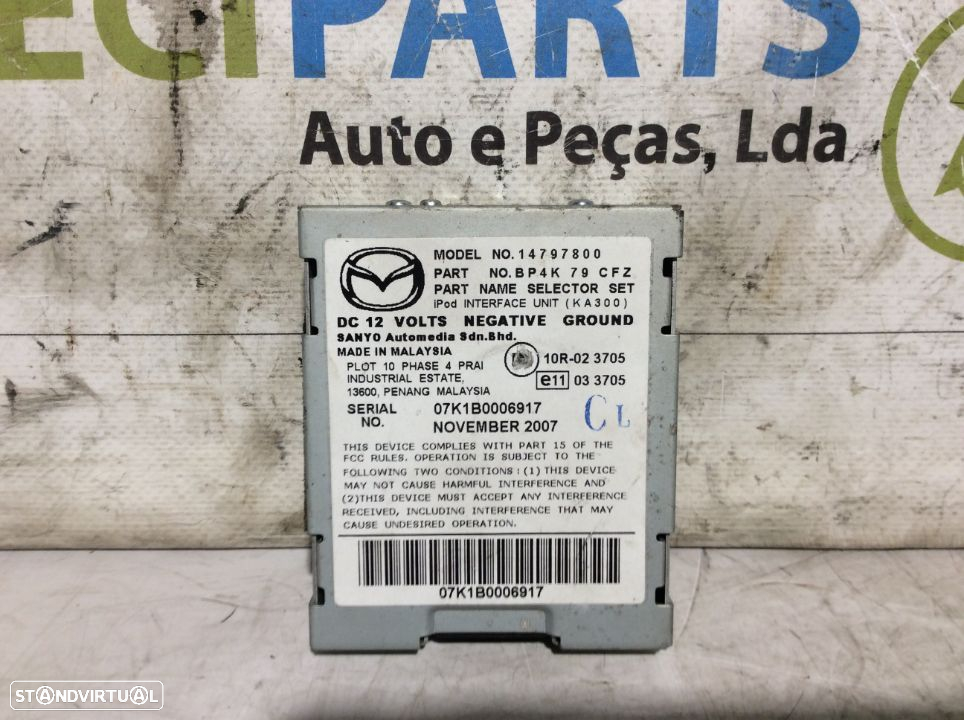 ECIPARTS
Auto e Peças, Lda
MODEL NO.14797800
PART NO.BP4K 79 CFZ
PART NAME SELECTOR SET
iPod INTERFACE UNIT (KA300)
DC 12 VOLTS NEGATIVE GROUND
SANYO Automedia Sdn.Bhd.
MADE IN MALAYSIA
PLOT 10 PHASE 4 PRAI
INDUSTRIAL ESTATE,
13600, PENANG MALAYSIA
10R-02 3705
e11 03 3705
SERIAL NO. 07K1B0006917
NOVEMBER 2007
CL
THIS DEVICE COMPLIES WITH PART 15 OF THE
FCC RULES. OPERATION IS SUBJECT TO THE
FOLLOWING TWO CONDITIONS:(1) THIS DEVICE
MAY NOT CAUSE HARMFUL INTERFERENCE AND
(2)THIS DEVICE MUST ACCEPT ANY INTERFERENCE
RECEIVED, INCLUDING INTERFERENCE THAT MAY
CAUSE UNDESIRED OPERATION.
07K1B0006917
STANDVIRTUAL